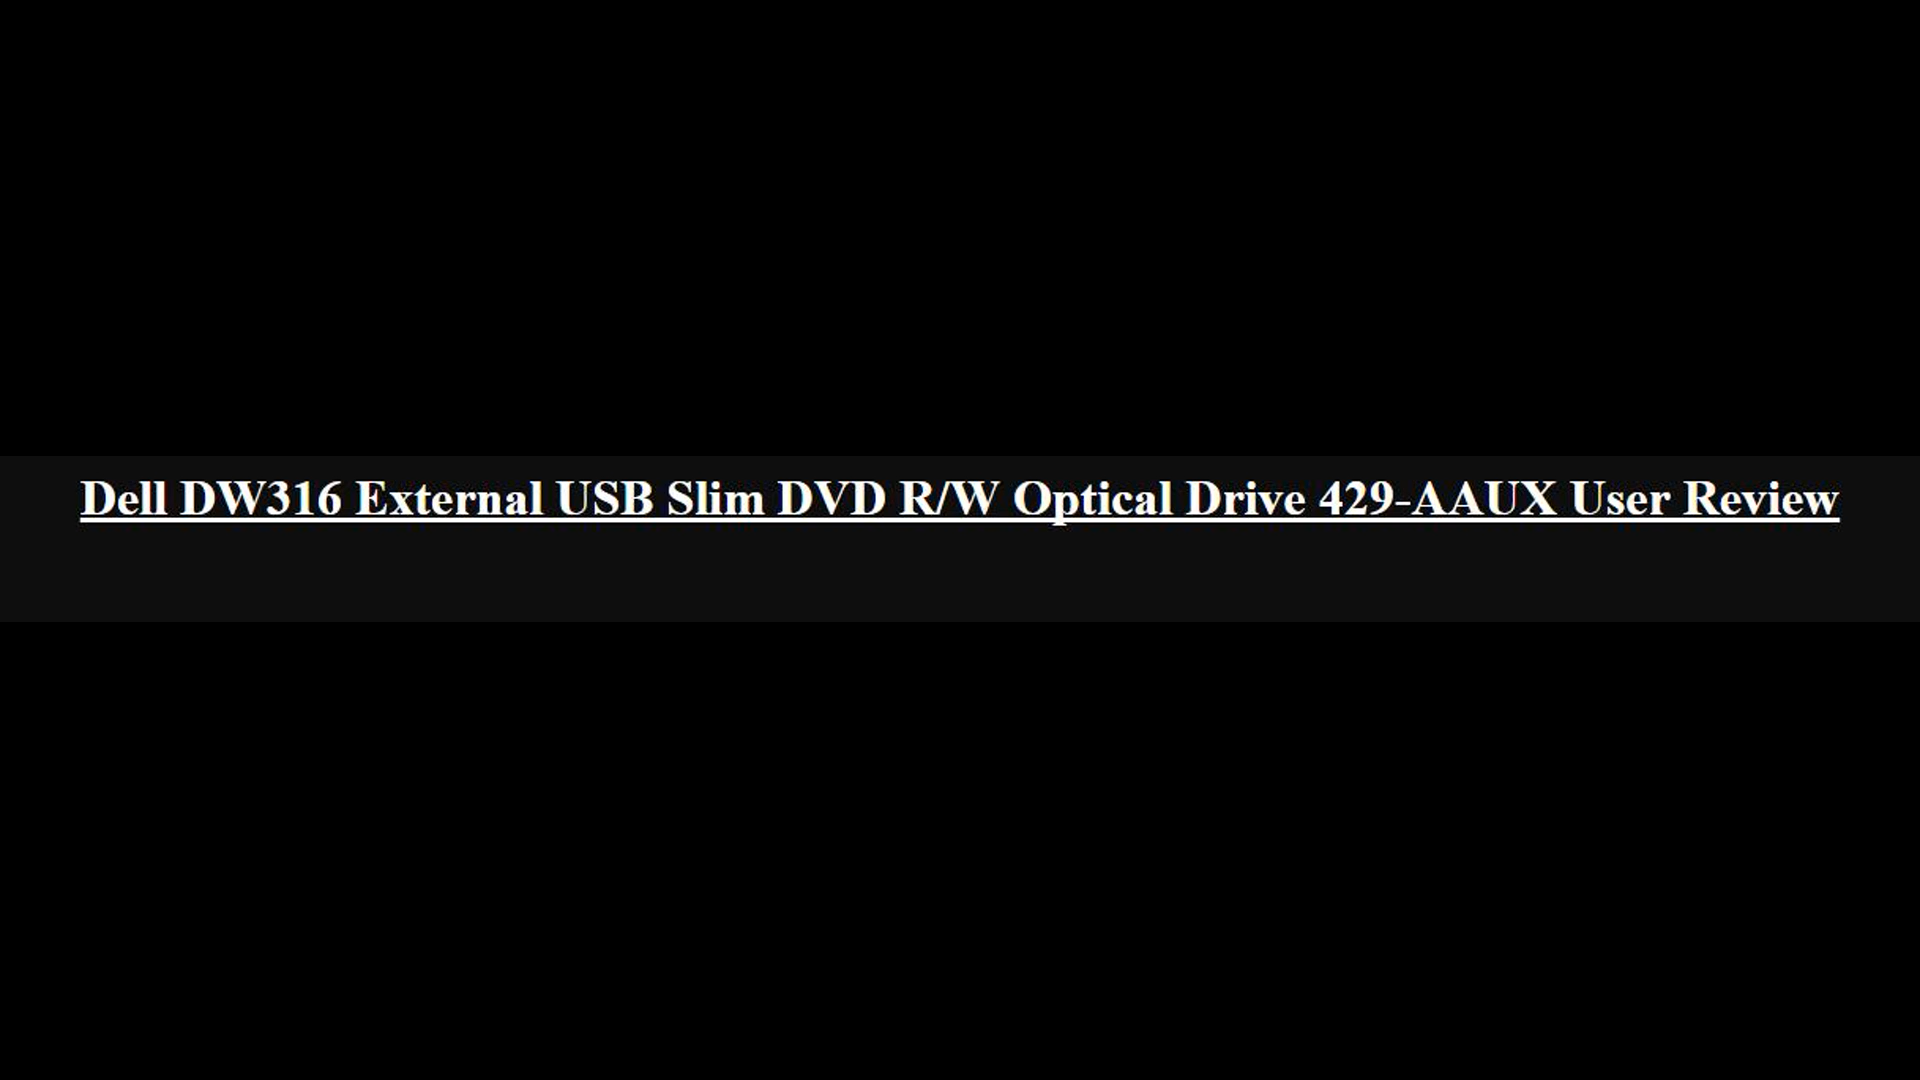 Dell DW316 External USB Slim DVD R/W Optical Drive 429-AAUX User Review